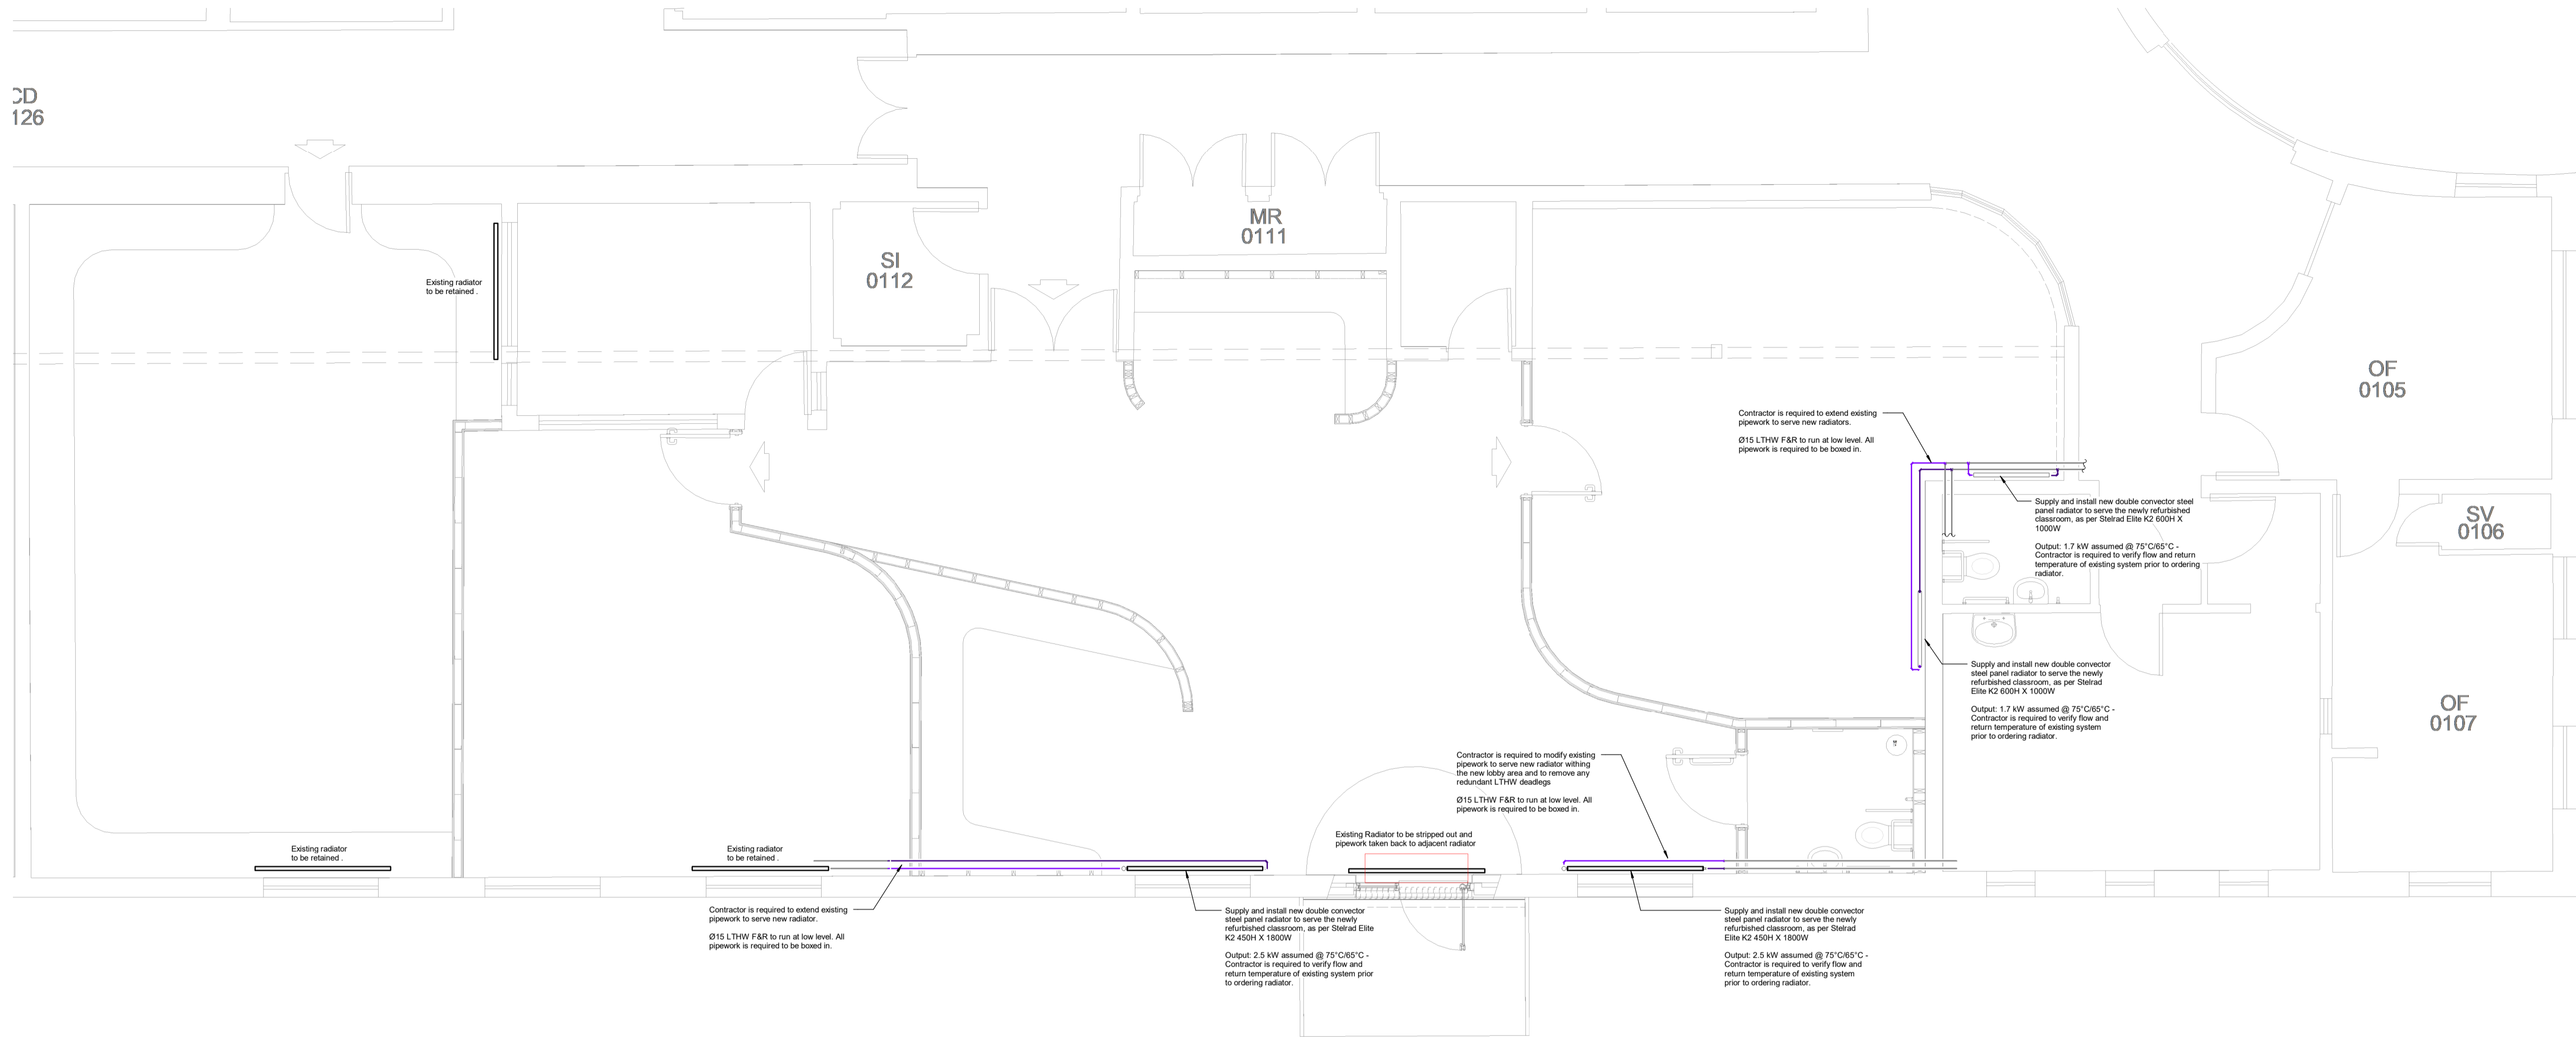 CD
126
MR
0111
SI
0112
Existing radiator
to be retained .
OF
0105
Contractor is required to extend existing
pipework to serve new radiators.
Ø15 LTHW F&R to run at low level. All
pipework is required to be boxed in.
Supply and install new double convector steel
panel radiator to serve the newly refurbished
classroom, as per Stelrad Elite K2 600H X
1000W
Output: 1.7 kW assumed @ 75°C/65°C -
Contractor is required to verify flow and return
temperature of existing system prior to ordering
radiator.
SV
0106
Supply and install new double convector
steel panel radiator to serve the newly
refurbished classroom, as per Stelrad
Elite K2 600H X 1000W
Output: 1.7 kW assumed @ 75°C/65°C -
Contractor is required to verify flow and
return temperature of existing system
prior to ordering radiator.
OF
0107
Contractor is required to modify existing
pipework to serve new radiator withing
the new lobby area and to remove any
redundant LTHW deadlegs
Ø15 LTHW F&R to run at low level. All
pipework is required to be boxed in.
Existing Radiator to be stripped out and
pipework taken back to adjacent radiator
Existing radiator
to be retained .
Existing radiator
to be retained .
Contractor is required to extend existing
pipework to serve new radiator.
Ø15 LTHW F&R to run at low level. All
pipework is required to be boxed in.
Supply and install new double convector
steel panel radiator to serve the newly
refurbished classroom, as per Stelrad Elite
K2 450H X 1800W
Output: 2.5 kW assumed @ 75°C/65°C -
Contractor is required to verify flow and
return temperature of existing system prior
to ordering radiator.
Supply and install new double convector
steel panel radiator to serve the newly
refurbished classroom, as per Stelrad
Elite K2 450H X 1800W
Output: 2.5 kW assumed @ 75°C/65°C -
Contractor is required to verify flow and
return temperature of existing system
prior to ordering radiator.